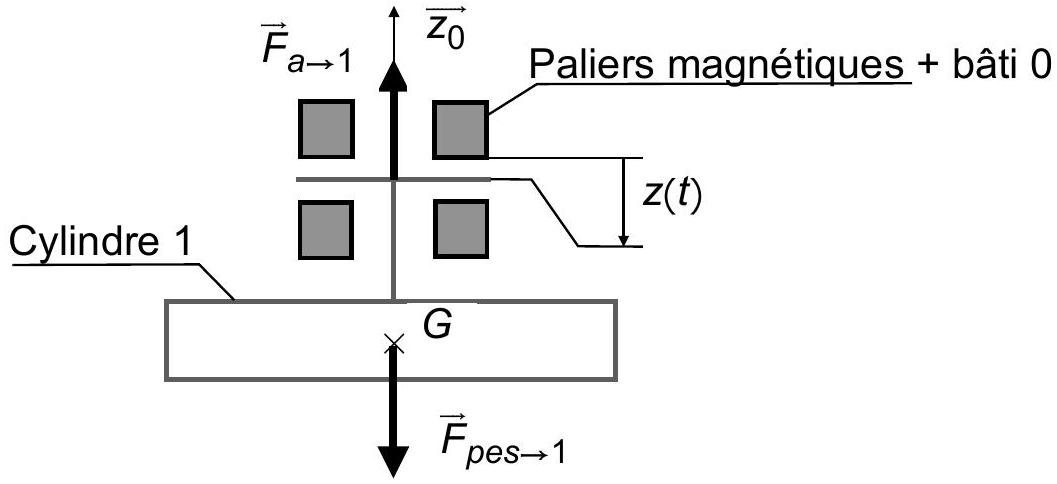 F⃗a→1
z⃗0
Paliers magnétiques + bâti 0
z(t)
Cylindre 1
G
F⃗pes→1